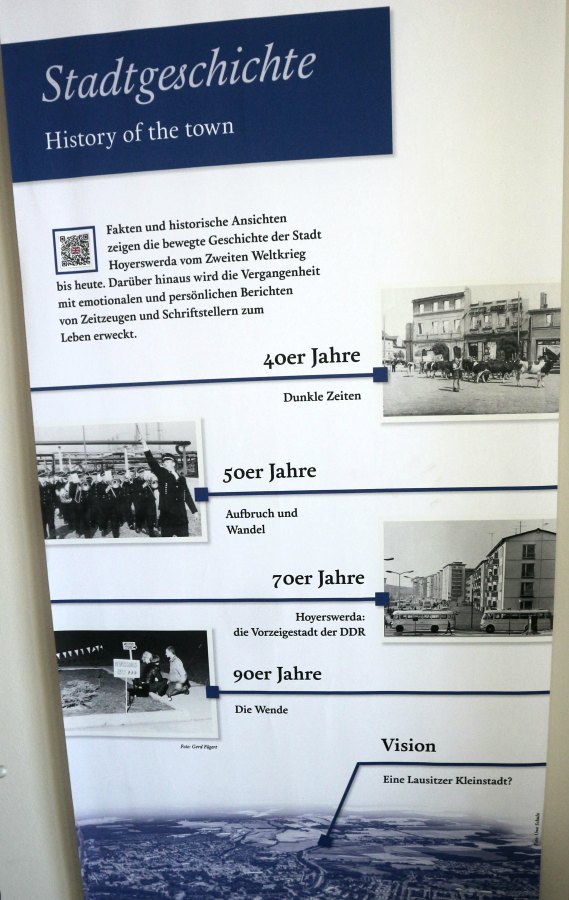 Stadtgeschichte
History of the town
Fakten und historische Ansichten
zeigen die bewegte Geschichte der Stadt
Hoyerswerda vom Zweiten Weltkrieg
bis heute. Darüber hinaus wird die Vergangenheit
mit emotionalen und persönlichen Berichten
von Zeitzeugen und Schriftstellern zum
Leben erweckt.
40er Jahre
Dunkle Zeiten
50er Jahre
Aufbruch und
Wandel
70er Jahre
Hoyerswerda:
die Vorzeigestadt der DDR
90er Jahre
Die Wende
Foto: Gerd Fügert
Vision
Eine Lausitzer Kleinstadt?